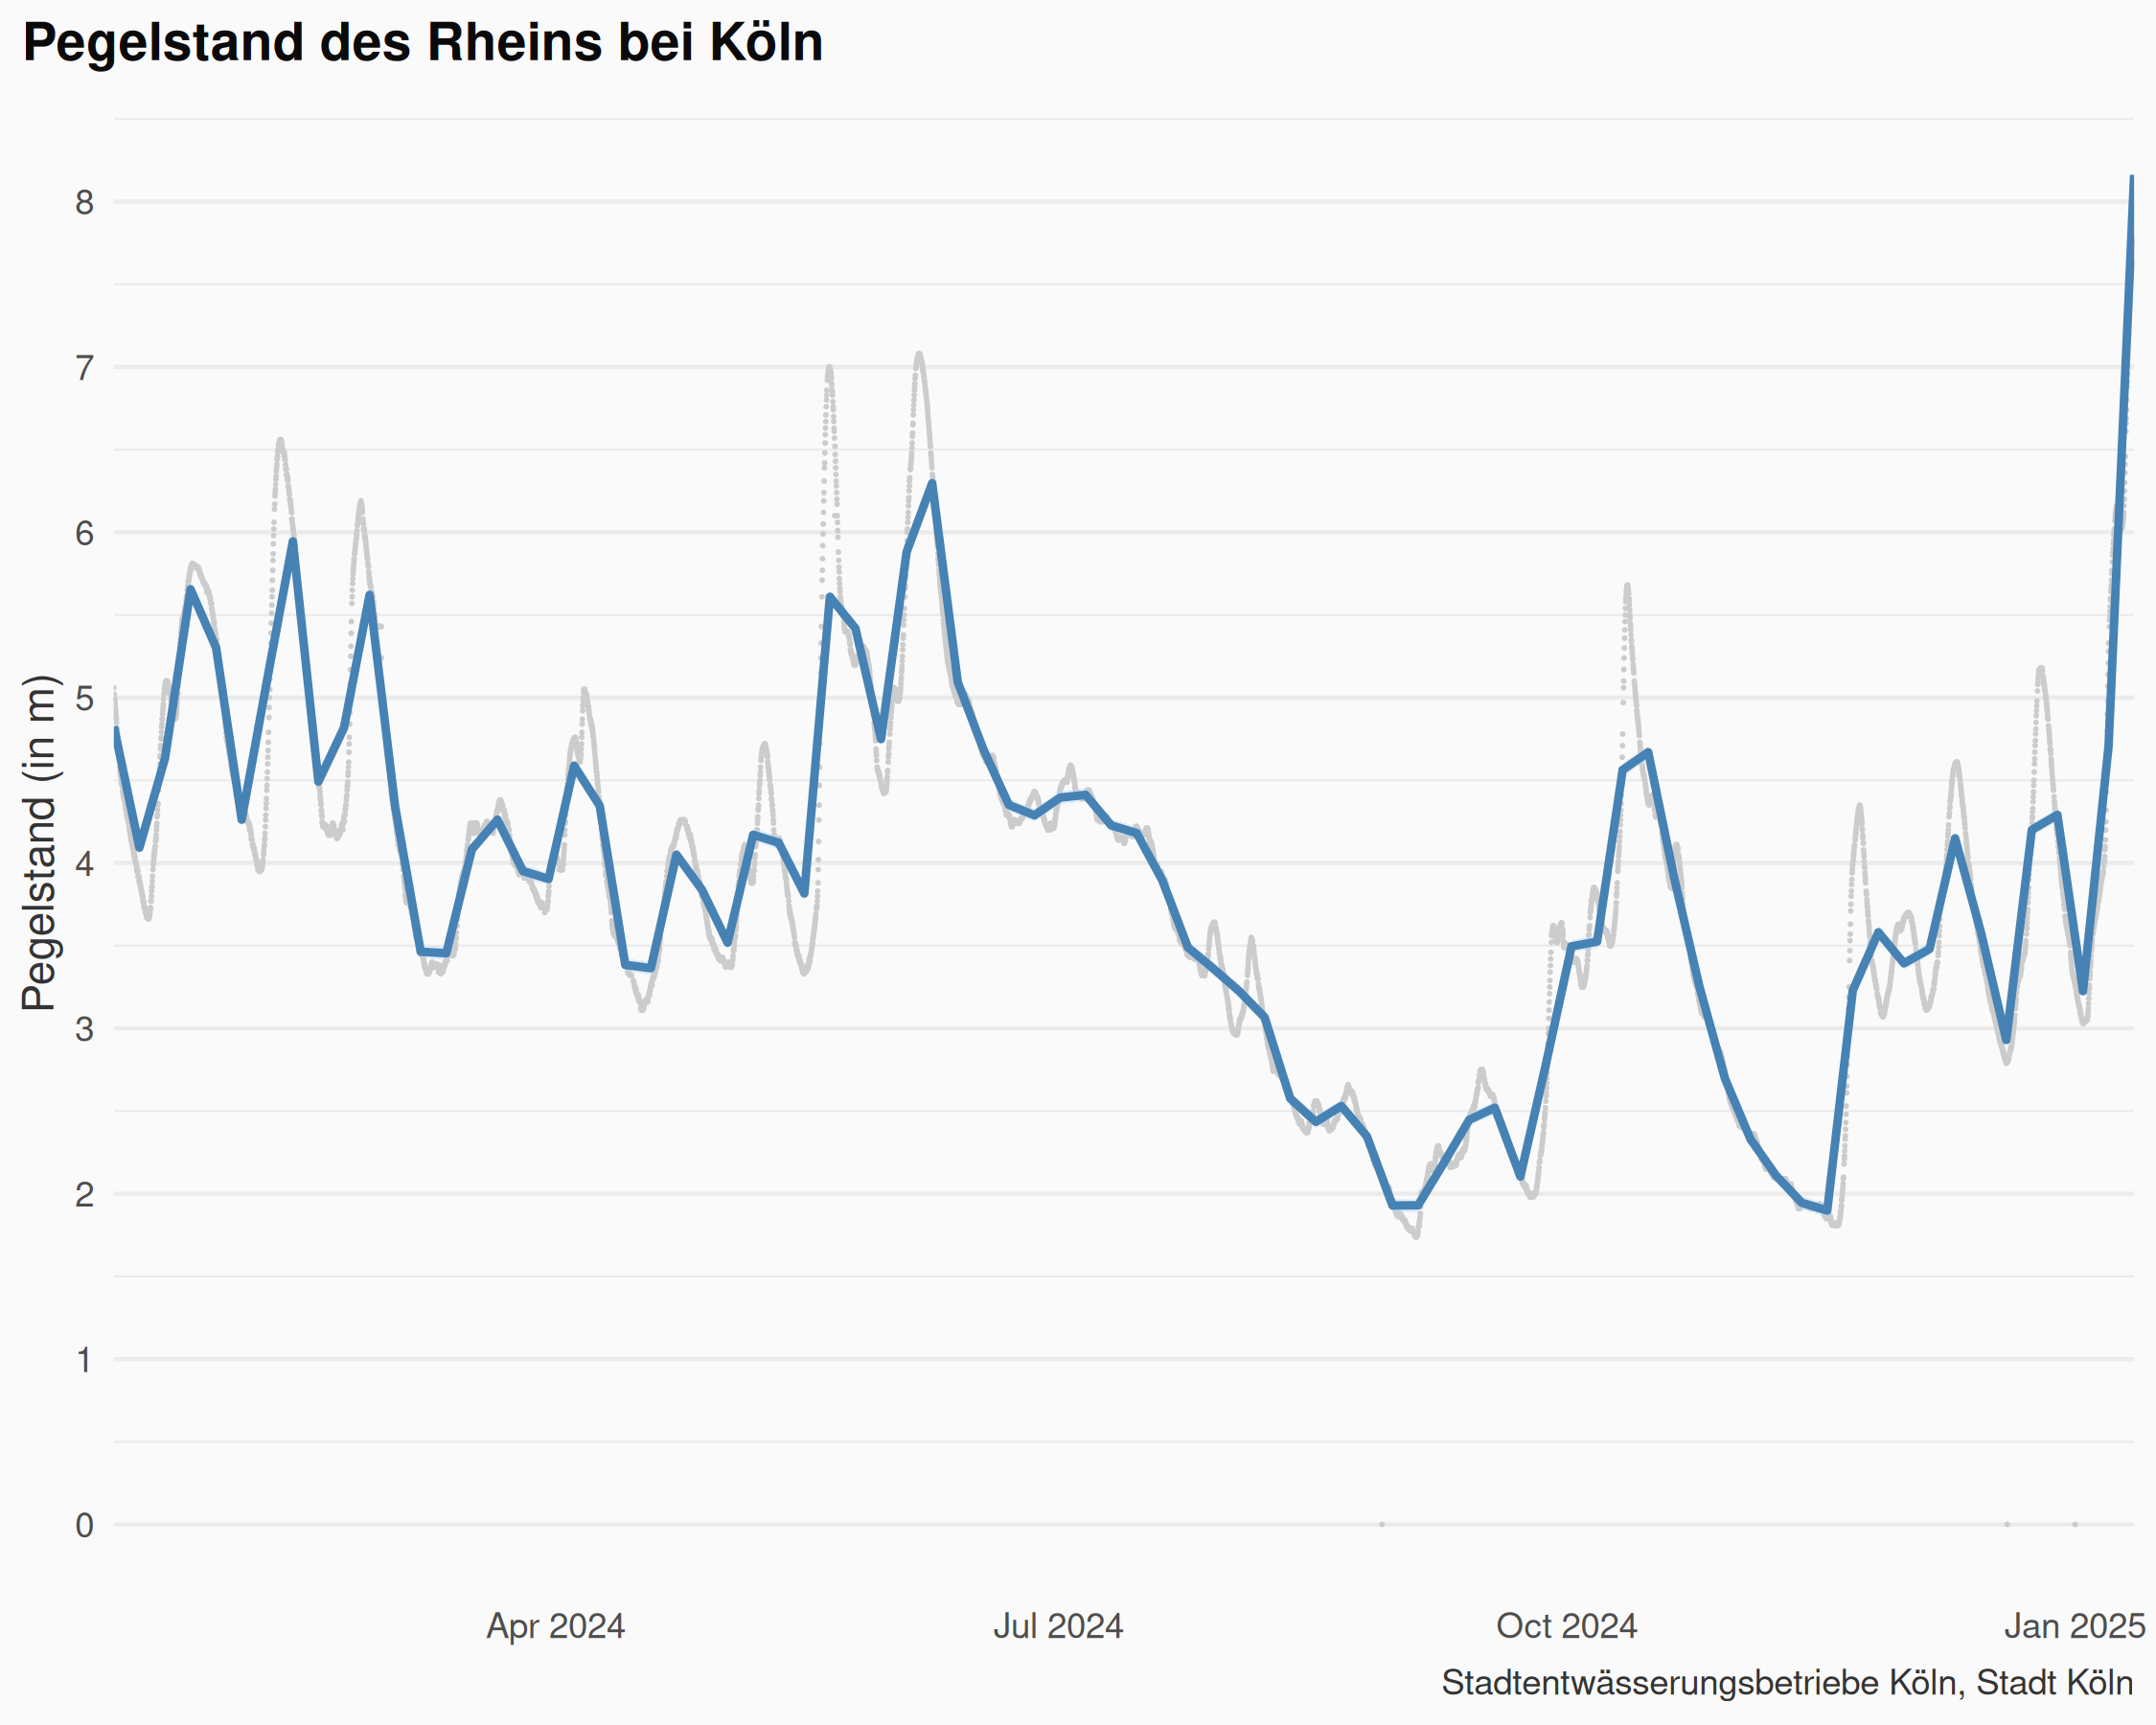 Pegelstand des Rheins bei Köln
Pegelstand (in m)
8
7
6
5
4
3
2
1
0
Apr 2024
Jul 2024
Oct 2024
Jan 2025
Stadtentwässerungsbetriebe Köln, Stadt Köln